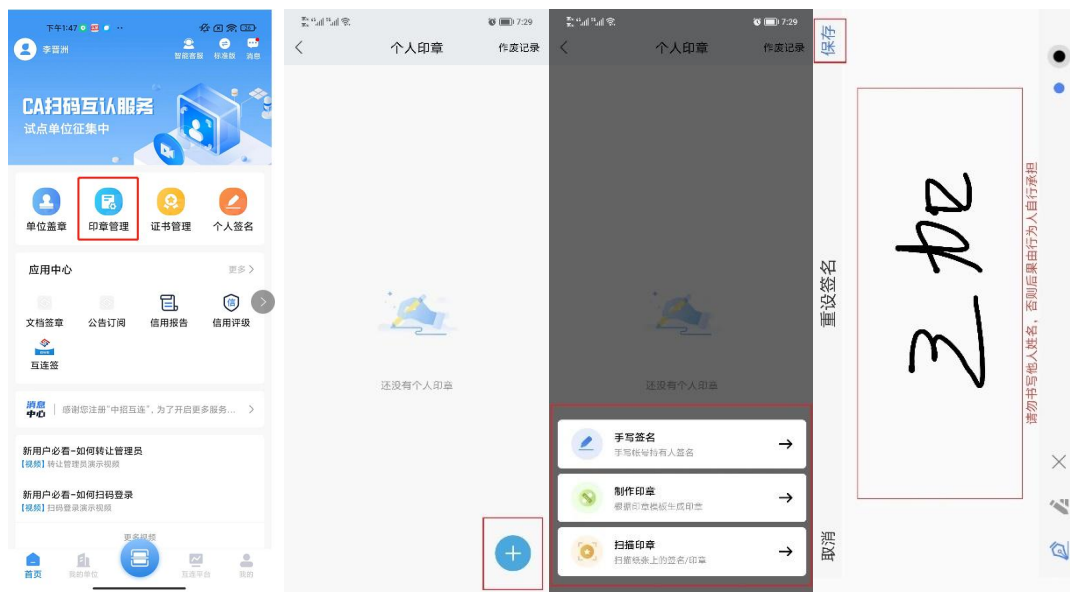 下午1:47
李晋洲
智能客服 标准版 消息
CA扫码互认服务
试点单位征集中
单位盖章 印章管理 证书管理 个人签名
应用中心 更多 >
文档签章 公告订阅 信用报告 信用评级
互连签
消息中心 感谢您注册"中招互连", 为了开启更多服务... >
新用户必看-如何转让管理员
【视频】转让管理员演示视频
新用户必看-如何扫码登录
【视频】扫码登录演示视频
更多视频
首页 我的单位 互连平台 我的
7:29
个人印章 作废记录
还没有个人印章
7:29
个人印章 作废记录
还没有个人印章
手写签名
手写帐号持有人签名
制作印章
根据印章模板生成印章
扫描印章
扫描纸张上的签名/印章
保存
重设签名
取消
请勿书写他人姓名, 否则后果由行为人自行承担